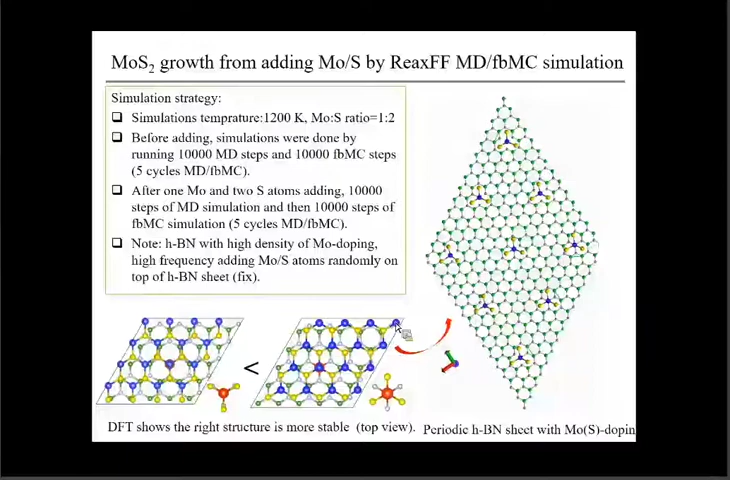 MoS2 growth from adding Mo/S by ReaxFF MD/fbMC simulation
Simulation strategy:
Simulations temprature:1200 K, Mo:S ratio=1:2
Before adding, simulations were done by
running 10000 MD steps and 10000 fbMC steps
(5 cycles MD/fbMC).
After one Mo and two S atoms adding, 10000
steps of MD simulation and then 10000 steps of
fbMC simulation (5 cycles MD/fbMC).
Note: h-BN with high density of Mo-doping,
high frequency adding Mo/S atoms randomly on
top of h-BN sheet (fix).
<
DFT shows the right structure is more stable (top view).
Periodic h-BN sheet with Mo(S)-dopin